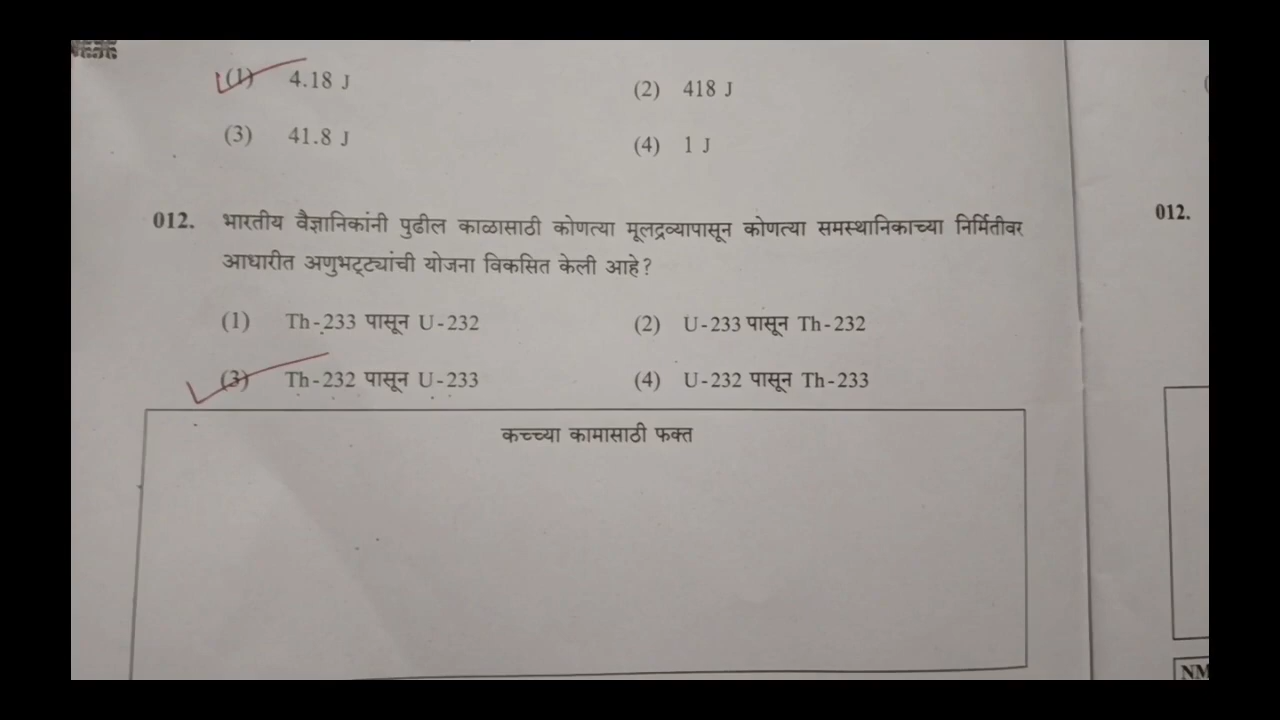 (1) 4.18 J (2) 418 J
(3) 41.8 J (4) 1 J
012. भारतीय वैज्ञानिकांनी पुढील काळासाठी कोणत्या मूलद्रव्यापासून कोणत्या समस्थानिकाच्या निर्मितीवर
आधारीत अणुभट्ट्यांची योजना विकसित केली आहे?
(1) Th-233 पासून U-232 (2) U-233 पासून Th-232
(3) Th-232 पासून U-233 (4) U-232 पासून Th-233
कच्च्या कामासाठी फक्त
012.
NM